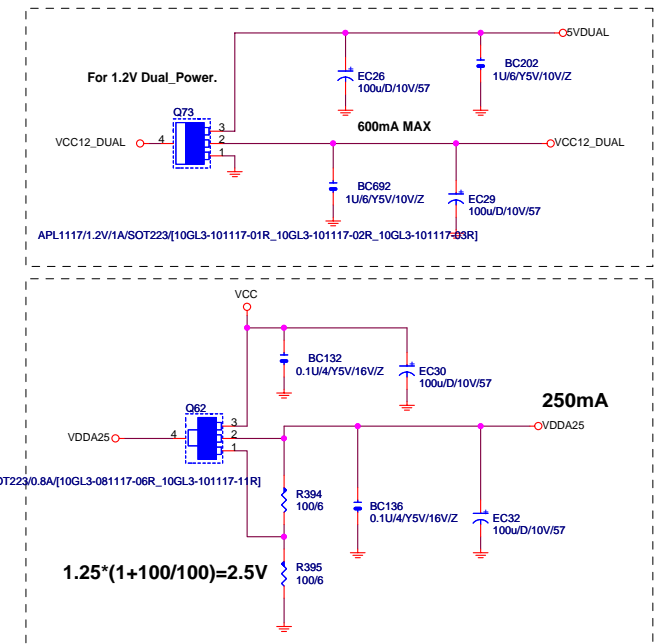 5VDUAL
BC202
1U/6/Y5V/10V/Z
For 1.2V Dual_Power.
EC26
100u/D/10V/57
Q73
3
VCC12_DUAL 4 2
600mA MAX
VCC12_DUAL
1
BC692
1U/6/Y5V/10V/Z
EC29
100u/D/10V/57
APL1117/1.2V/1A/SOT223/[10GL3-101117-01R_10GL3-101117-02R_10GL3-101117-03R]
VCC
BC132
0.1U/4/Y5V/16V/Z
EC30
100u/D/10V/57
250mA
Q62
3
VDDA25 4 2
VDDA25
1
OT223/0.8A/[10GL3-081117-06R_10GL3-101117-11R]
R394
100/6
BC136
0.1U/4/Y5V/16V/Z
EC32
100u/D/10V/57
1.25*(1+100/100)=2.5V
R395
100/6